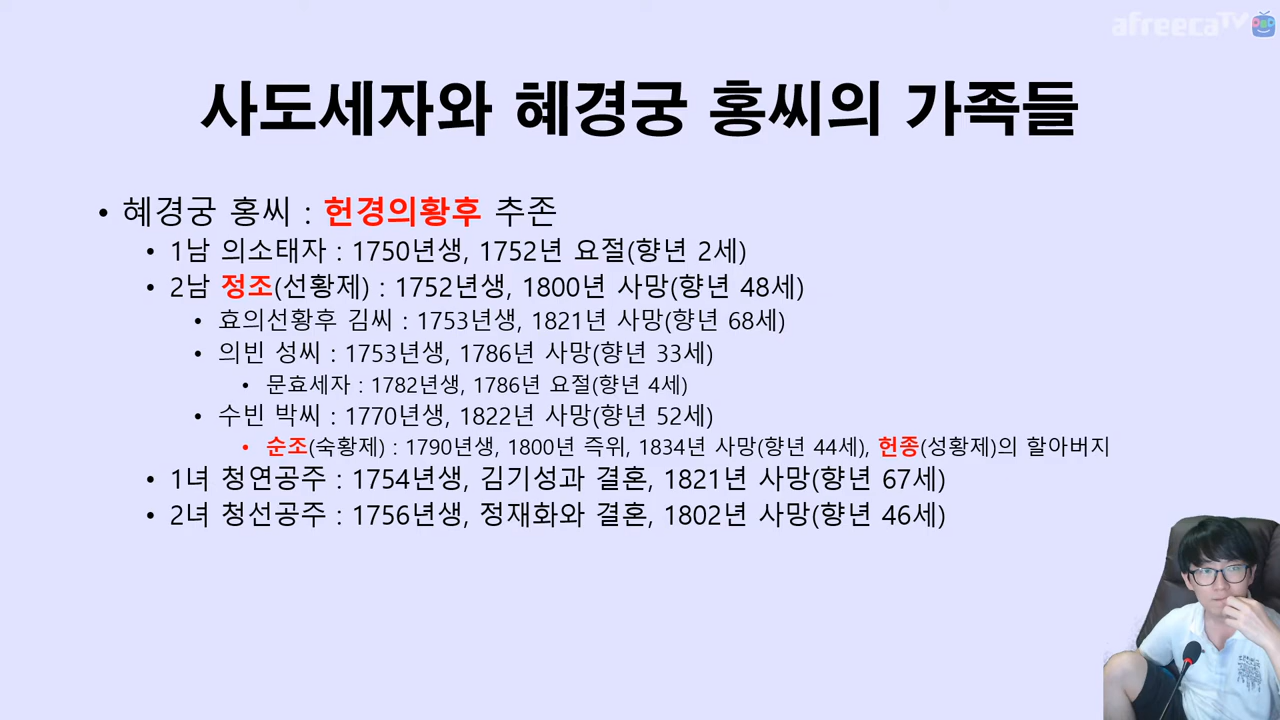 afreecaTV
사도세자와 혜경궁 홍씨의 가족들
• 혜경궁 홍씨 : 헌경의황후 추존
• 1남 의소태자 : 1750년생, 1752년 요절(향년 2세)
• 2남 정조(선황제) : 1752년생, 1800년 사망(향년 48세)
• 효의선황후 김씨 : 1753년생, 1821년 사망(향년 68세)
• 의빈 성씨 : 1753년생, 1786년 사망(향년 33세)
• 문효세자 : 1782년생, 1786년 요절(향년 4세)
• 수빈 박씨 : 1770년생, 1822년 사망(향년 52세)
• 순조(숙황제) : 1790년생, 1800년 즉위, 1834년 사망(향년 44세), 헌종(성황제)의 할아버지
• 1녀 청연공주 : 1754년생, 김기성과 결혼, 1821년 사망(향년 67세)
• 2녀 청선공주 : 1756년생, 정재화와 결혼, 1802년 사망(향년 46세)